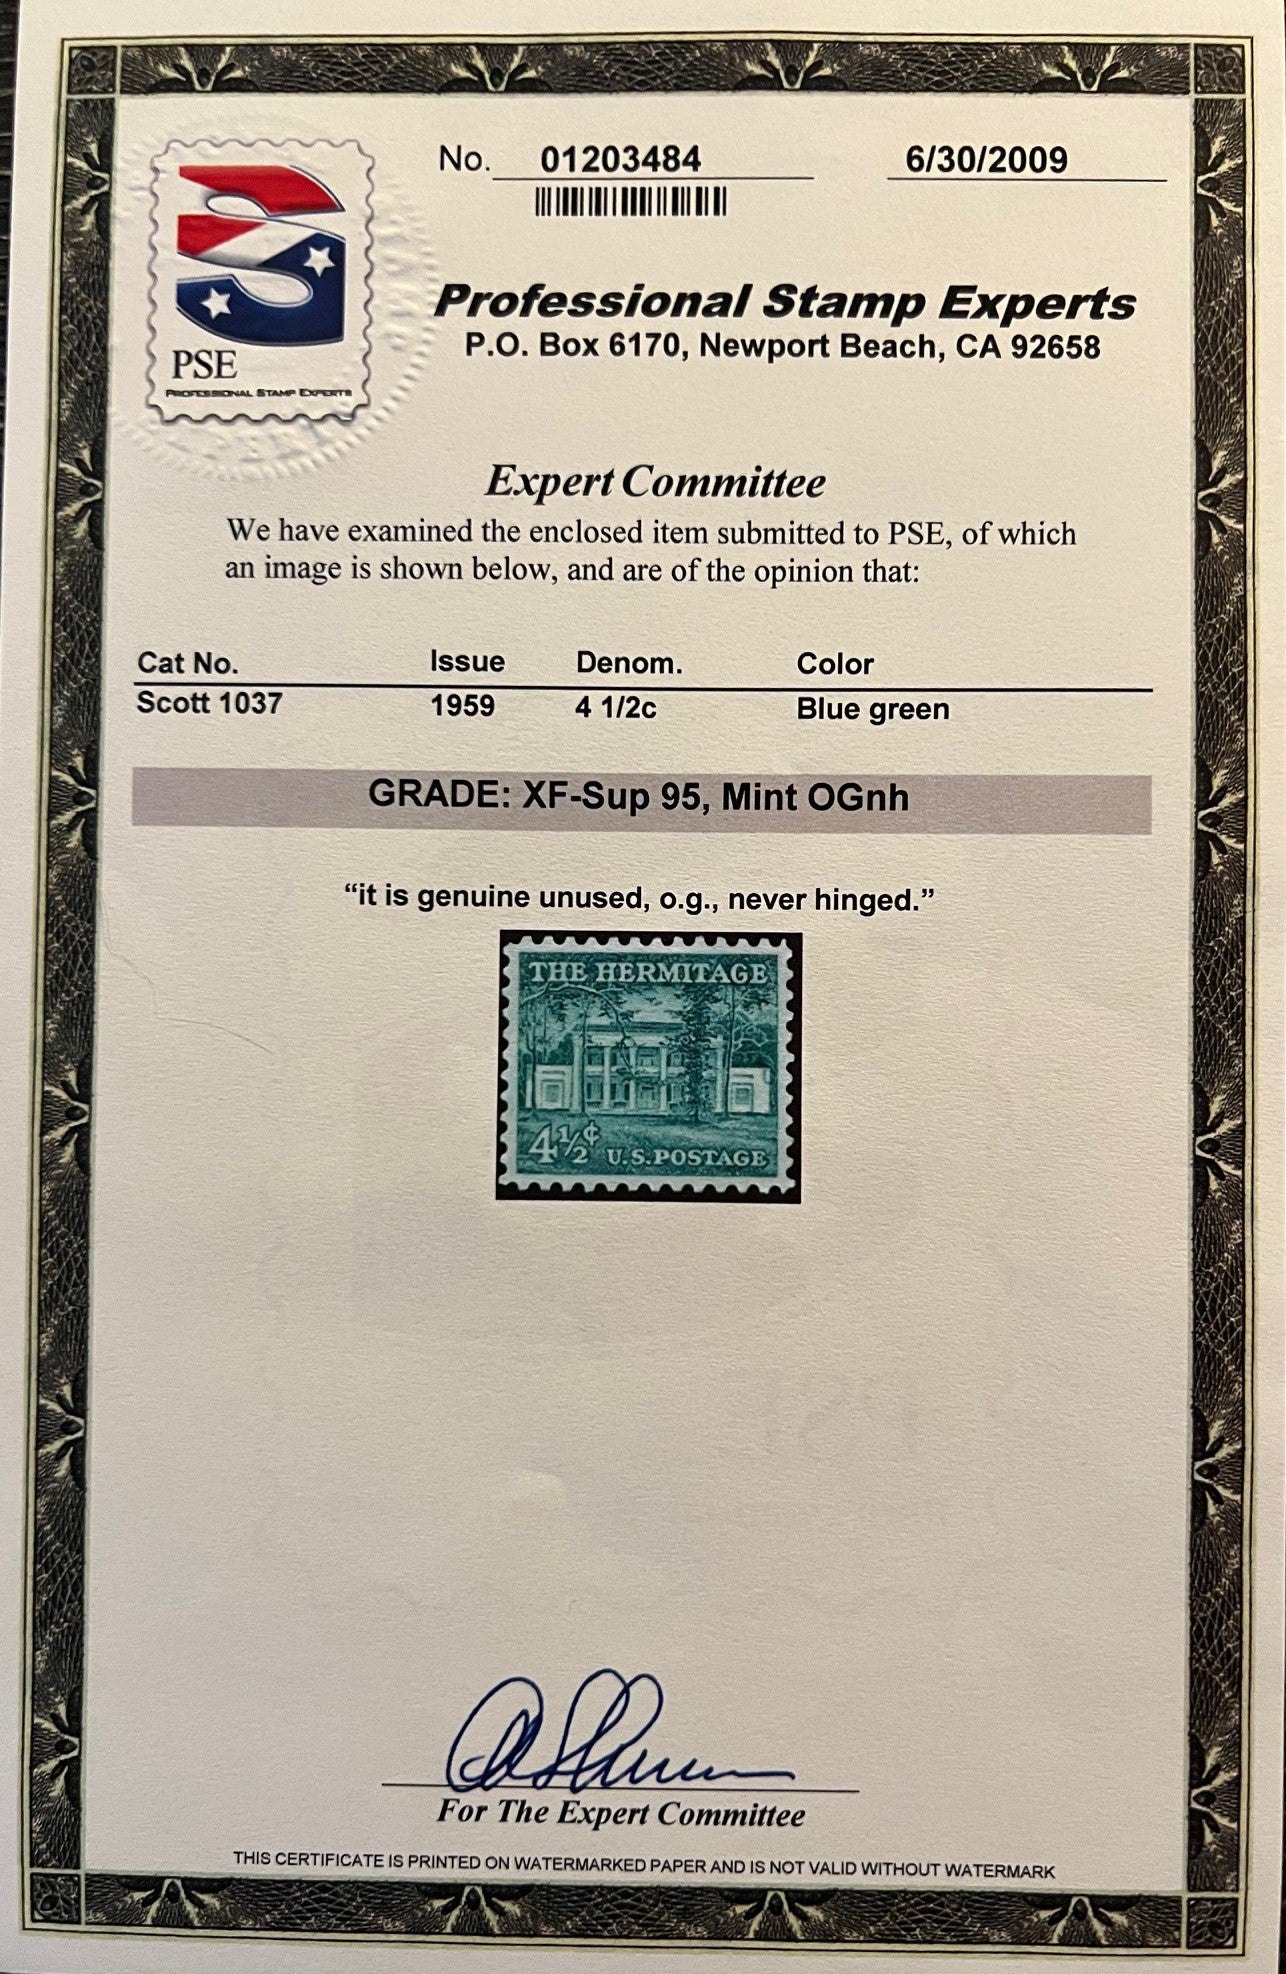 No. 01203484 6/30/2009
PSE
PROFESSIONAL STAMP EXPERTS
Professional Stamp Experts
P.O. Box 6170, Newport Beach, CA 92658
Expert Committee
We have examined the enclosed item submitted to PSE, of which
an image is shown below, and are of the opinion that:
Cat No. Issue Denom. Color
Scott 1037 1959 4 1/2c Blue green
GRADE: XF-Sup 95, Mint OGnh
“it is genuine unused, o.g., never hinged.”
THE HERMITAGE
4½¢ U.S. POSTAGE
For The Expert Committee
THIS CERTIFICATE IS PRINTED ON WATERMARKED PAPER AND IS NOT VALID WITHOUT WATERMARK